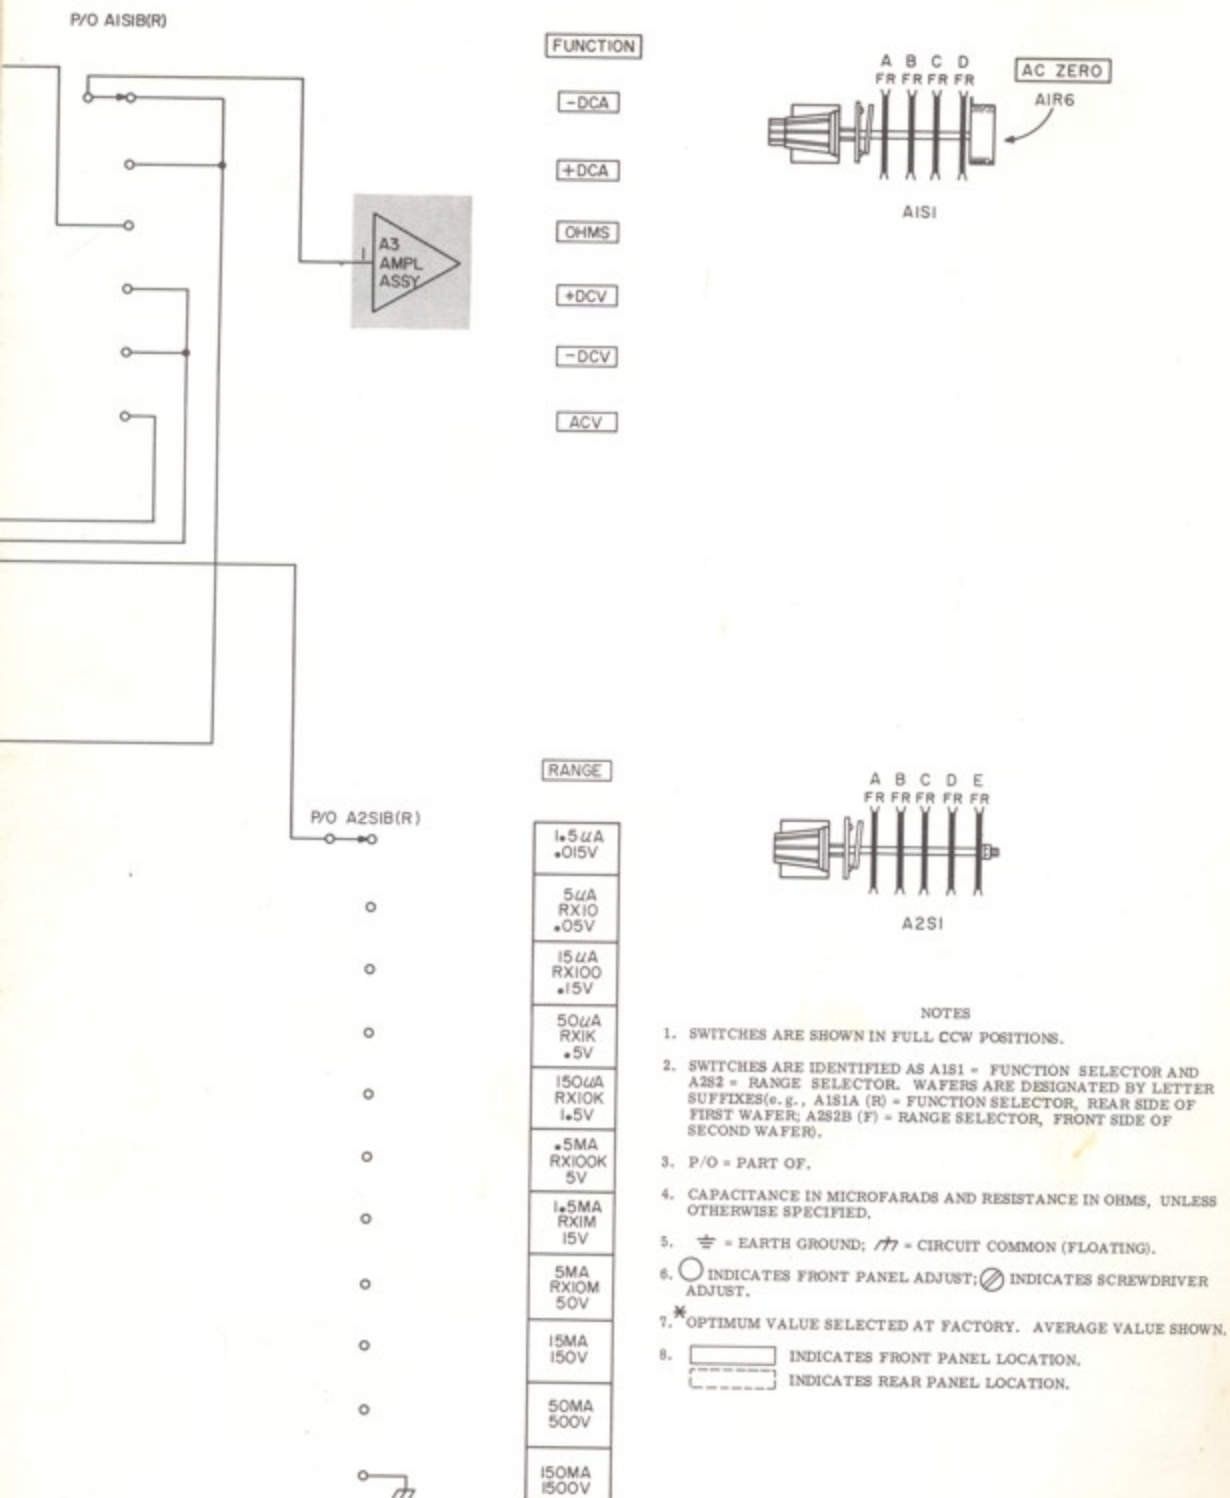 P/O A1S1B(R)
FUNCTION
-DCA
+DCA
OHMS
+DCV
-DCV
ACV
1
A3
AMPL
ASSY
A B C D
FR FR FR FR
AC ZERO
A1R6
A1S1
RANGE
P/O A2S1B(R)
1.5uA
.015V
5uA
RX10
.05V
15uA
RX100
.15V
50uA
RX1K
.5V
150uA
RX10K
1.5V
.5MA
RX100K
5V
1.5MA
RX1M
15V
5MA
RX10M
50V
15MA
150V
50MA
500V
150MA
1500V
A B C D E
FR FR FR FR FR
A2S1
NOTES
1. SWITCHES ARE SHOWN IN FULL CCW POSITIONS.
2. SWITCHES ARE IDENTIFIED AS A1S1 = FUNCTION SELECTOR AND
A2S2 = RANGE SELECTOR. WAFERS ARE DESIGNATED BY LETTER
SUFFIXES(e.g., A1S1A (R) = FUNCTION SELECTOR, REAR SIDE OF
FIRST WAFER; A2S2B (F) = RANGE SELECTOR, FRONT SIDE OF
SECOND WAFER).
3. P/O = PART OF.
4. CAPACITANCE IN MICROFARADS AND RESISTANCE IN OHMS, UNLESS
OTHERWISE SPECIFIED.
5. = EARTH GROUND; = CIRCUIT COMMON (FLOATING).
6. INDICATES FRONT PANEL ADJUST; INDICATES SCREWDRIVER
ADJUST.
7.* OPTIMUM VALUE SELECTED AT FACTORY. AVERAGE VALUE SHOWN.
8. INDICATES FRONT PANEL LOCATION.
INDICATES REAR PANEL LOCATION.